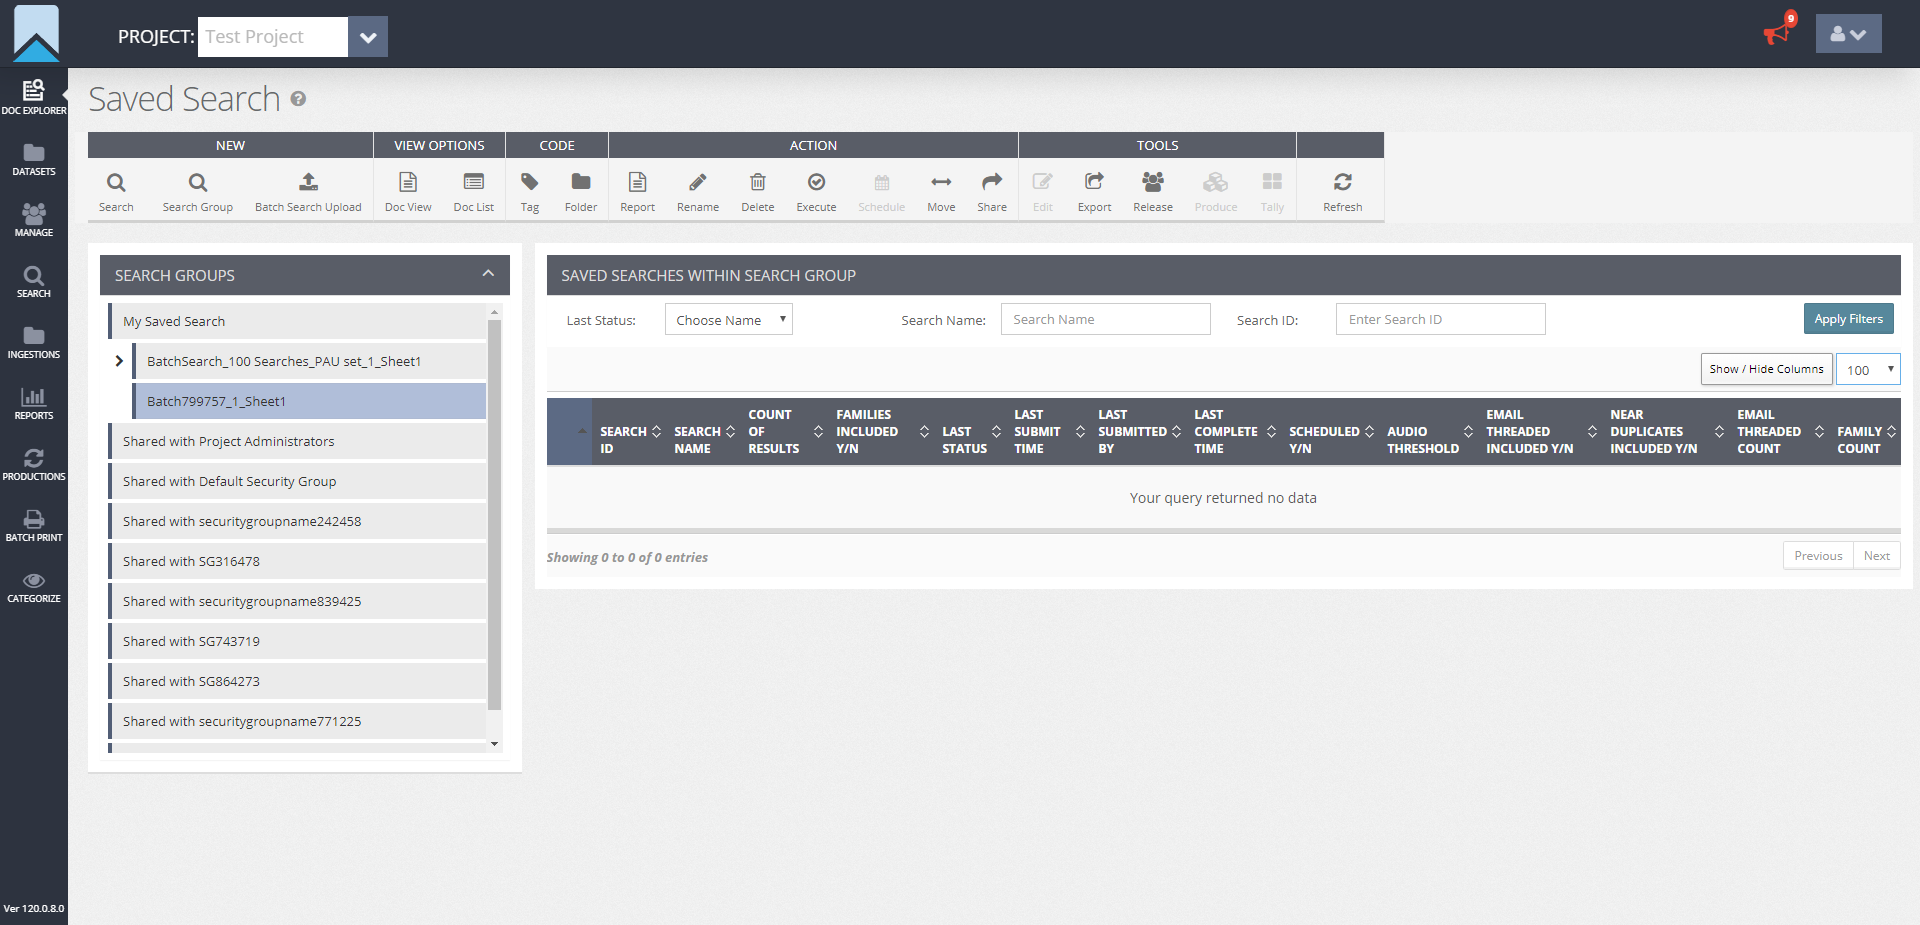 PROJECT: Test Project
9
DOC EXPLORER
DATASETS
MANAGE
SEARCH
INGESTIONS
REPORTS
PRODUCTIONS
BATCH PRINT
CATEGORIZE
Ver 120.0.8.0
Saved Search ?
NEW VIEW OPTIONS CODE ACTION TOOLS
Search Search Group Batch Search Upload Doc View Doc List Tag Folder Report Rename Delete Execute Schedule Move Share Edit Export Release Produce Tally Refresh
SEARCH GROUPS
My Saved Search
BatchSearch_100 Searches_PAU set_1_Sheet1
Batch799757_1_Sheet1
Shared with Project Administrators
Shared with Default Security Group
Shared with securitygroupname242458
Shared with SG316478
Shared with securitygroupname839425
Shared with SG743719
Shared with SG864273
Shared with securitygroupname771225
SAVED SEARCHES WITHIN SEARCH GROUP
Last Status: Choose Name Search Name: Search Name Search ID: Enter Search ID Apply Filters
Show / Hide Columns 100
SEARCH ID
SEARCH NAME
COUNT OF RESULTS
FAMILIES INCLUDED Y/N
LAST STATUS
LAST SUBMIT TIME
LAST SUBMITTED BY
LAST COMPLETE TIME
SCHEDULED Y/N
AUDIO THRESHOLD
EMAIL THREADED INCLUDED Y/N
NEAR DUPLICATES INCLUDED Y/N
EMAIL THREADED COUNT
FAMILY COUNT
Your query returned no data
Showing 0 to 0 of 0 entries
Previous Next